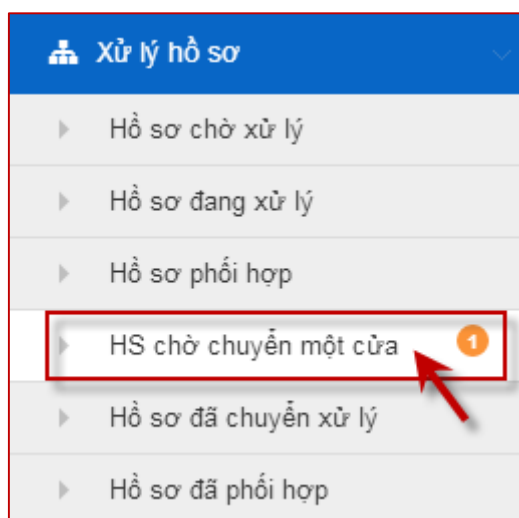 Xử lý hồ sơ
Hồ sơ chờ xử lý
Hồ sơ đang xử lý
Hồ sơ phối hợp
HS chờ chuyển một cửa 1
Hồ sơ đã chuyển xử lý
Hồ sơ đã phối hợp